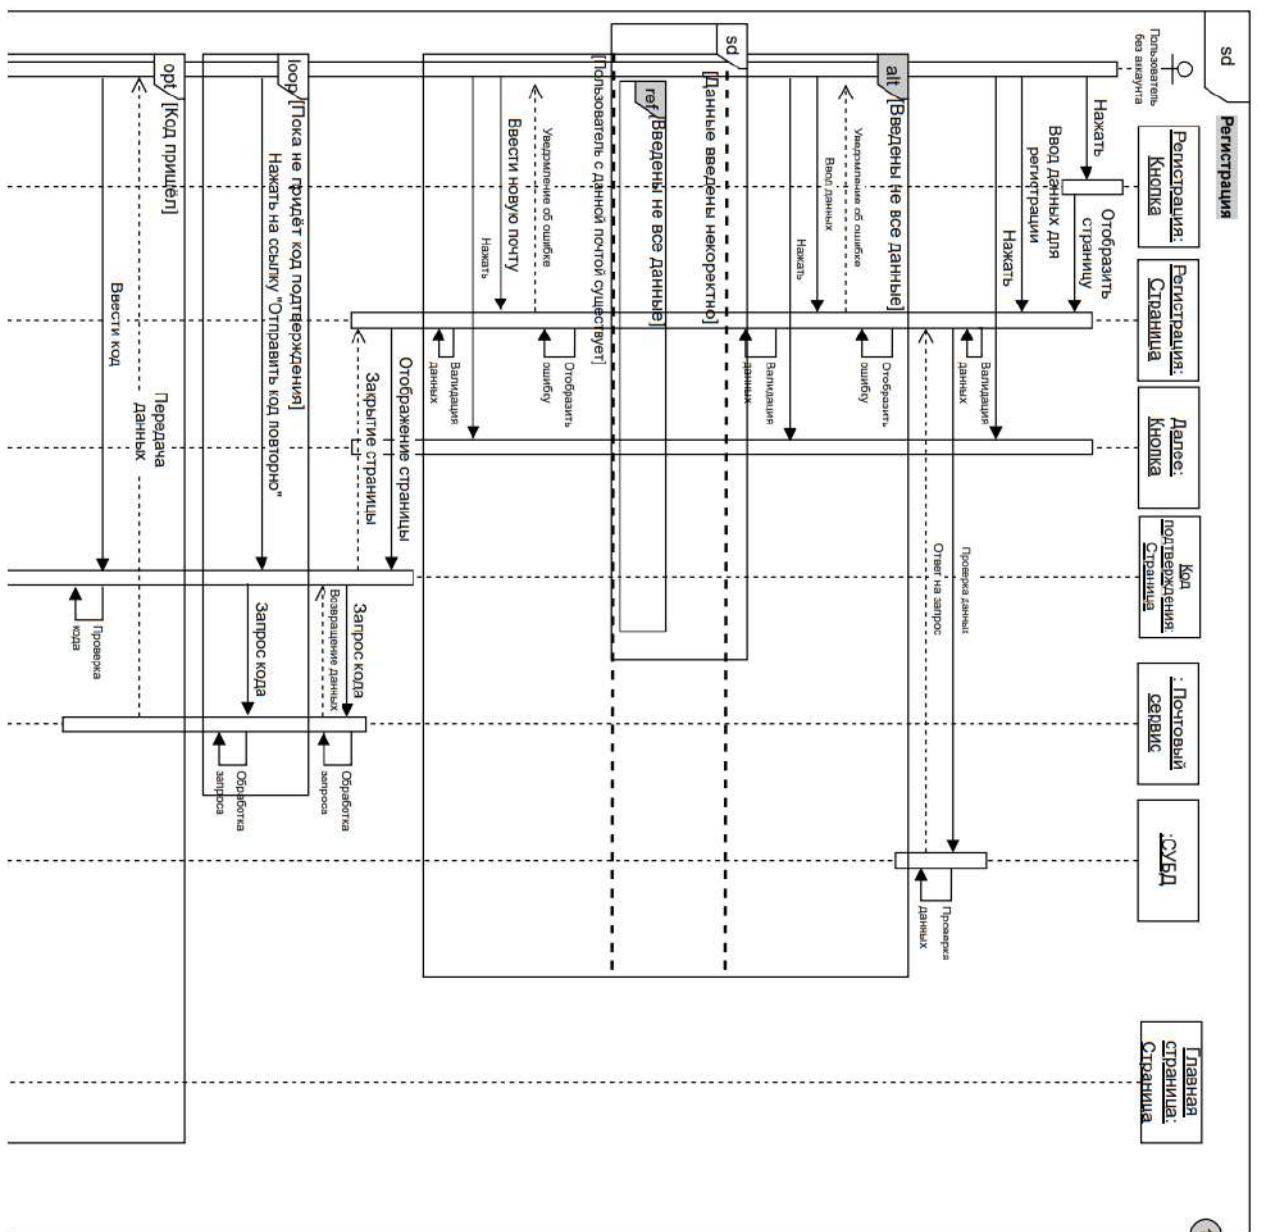 sd
Регистрация
Пользователь
без аккаунта
Регистрация:
Кнопка
Регистрация:
Страница
Далее:
Кнопка
Код
подтверждения:
Страница
: Почтовый
сервис
:СУБД
Главная
страница:
Страница
Нажать
Отобразить
страницу
Ввод данных для
регистрации
Нажать
Валидация
данных
Проверка данных
Проверка
данных
Ответ на запрос
alt
[Введены не все данные]
Отобразить
ошибку
Уведомление об ошибке
Ввод данных
Нажать
Валидация
данных
sd
[Данные введены некоректно]
ref
[Введены не все данные]
[Пользователь с данной почтой существует]
Отобразить
ошибку
Уведомление об ошибке
Ввести новую почту
Нажать
Валидация
данных
Отображение страницы
Закрытие страницы
Запрос кода
Обработка
запроса
Возвращение данных
loop
[Пока не придёт код подтверждения]
Нажать на ссылку "Отправить код повторно"
Запрос кода
Обработка
запроса
opt
[Код пришёл]
Передача
данных
Ввести код
Проверка
кода